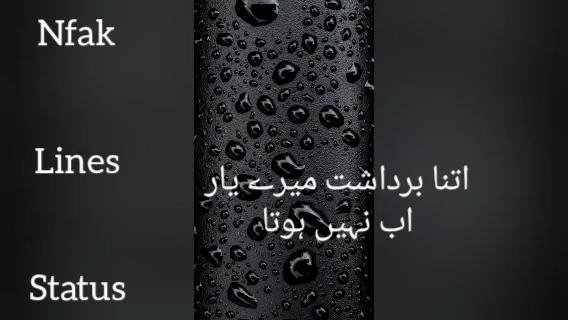 Nfak
Lines
Status
اتنا برداشت میرے یار
اب نہیں ہوتا